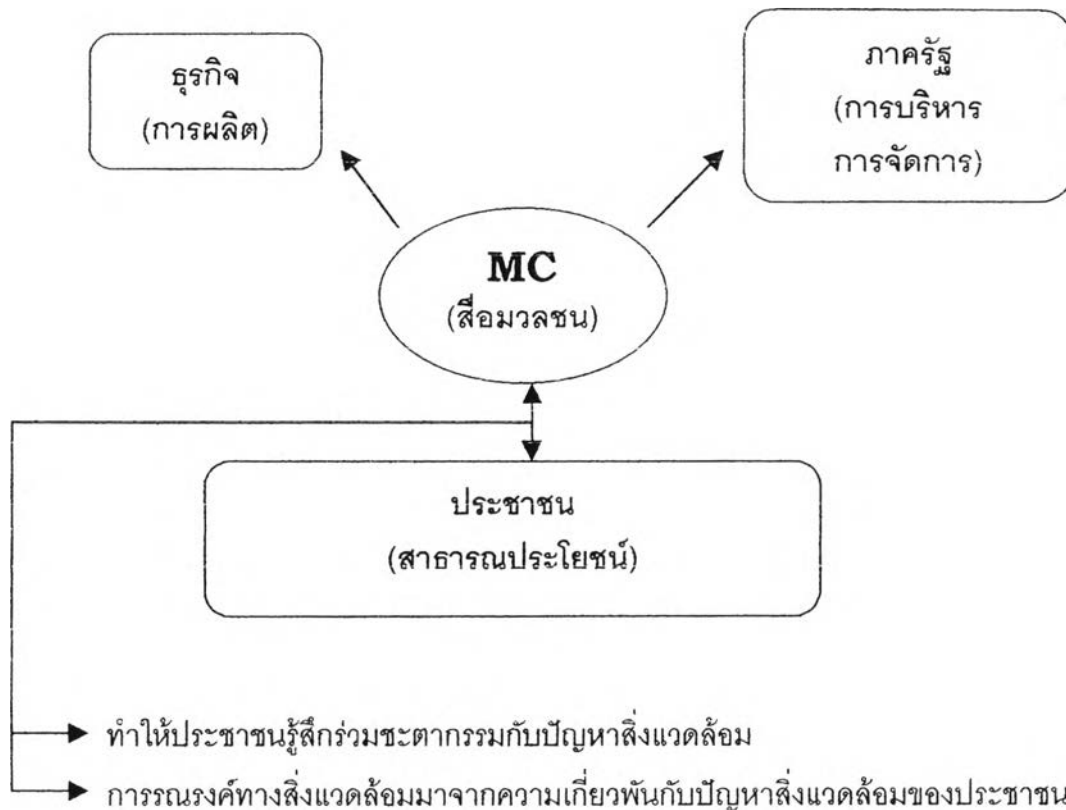 ธุรกิจ
(การผลิต)
ภาครัฐ
(การบริหาร
การจัดการ)
MC
(สื่อมวลชน)
ประชาชน
(สาธารณประโยชน์)
ทำให้ประชาชนรู้สึกร่วมชะตากรรมกับปัญหาสิ่งแวดล้อม
การรณรงค์ทางสิ่งแวดล้อมมาจากความเกี่ยวพันกับปัญหาสิ่งแวดล้อมของประชาชน